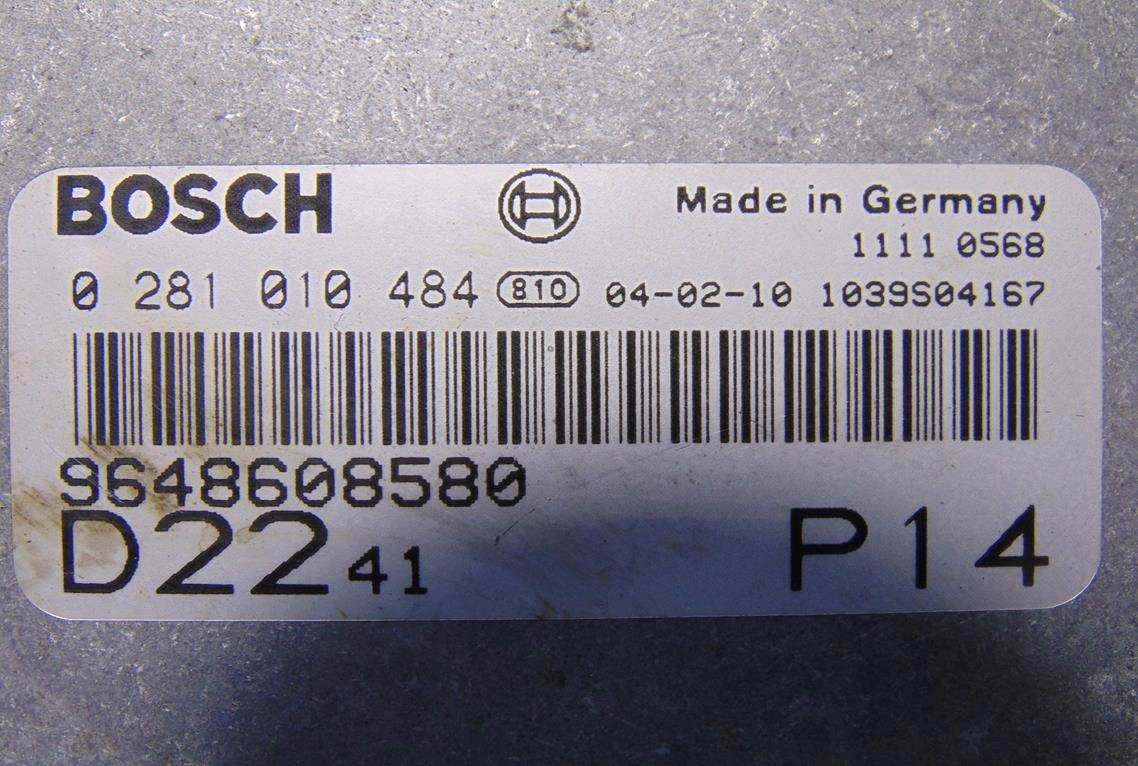 BOSCH Made in Germany
1111 0568
0 281 010 484 810 04-02-10 1039S04167
9648608580
D22 41 P14